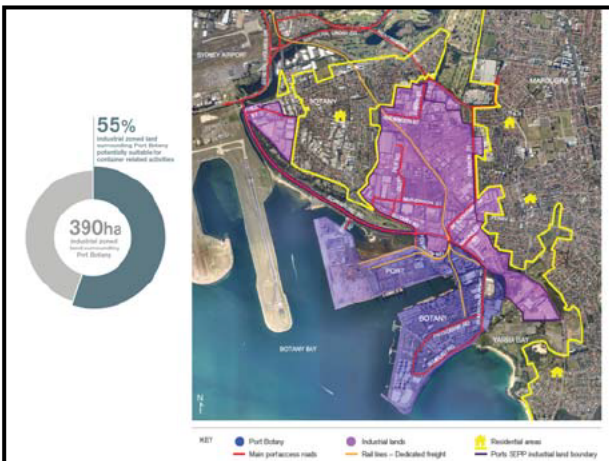 55%
industrial zoned land
surrounding Port Botany
potentially suitable for
container related activities
390ha
industrial zoned
land surrounding
Port Botany
SYDNEY AIRPORT
BOTANY
MAROUBRA
PORT
BOTANY
BOTANY BAY
YARRA BAY
N
KEY
Port Botany
Industrial lands
Residential areas
Main port access roads
Rail lines – Dedicated freight
Ports SEPP industrial land boundary